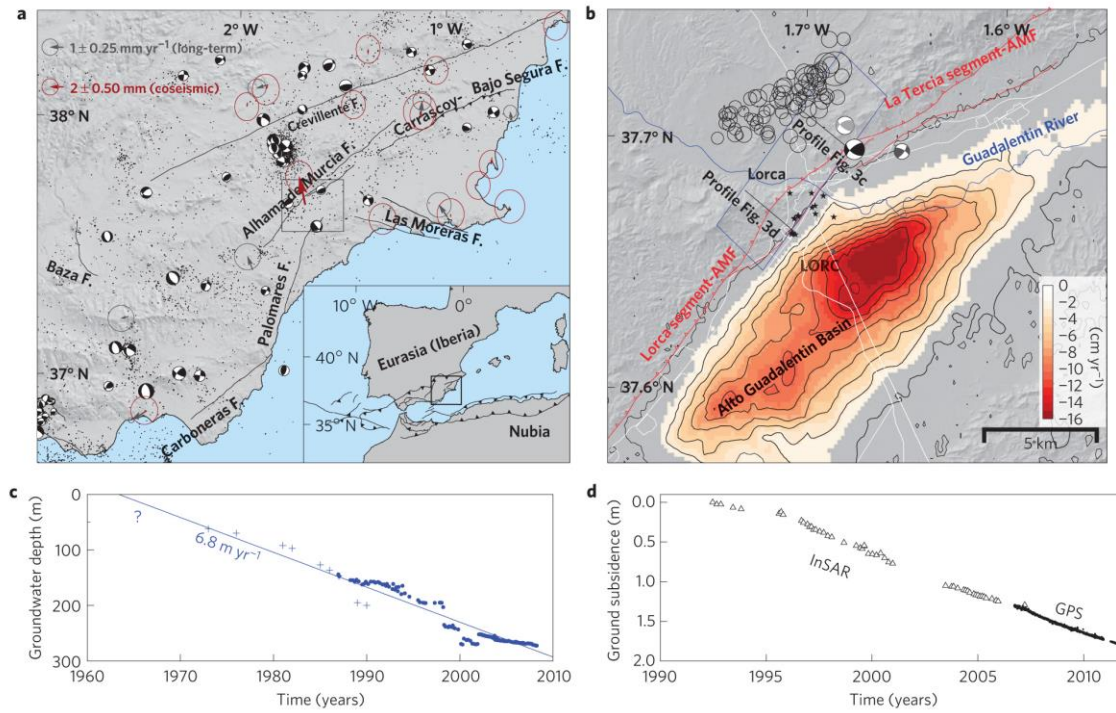 a
2° W
1° W
1 ± 0.25 mm yr⁻¹ (long-term)
2 ± 0.50 mm (coseismic)
38° N
37° N
Crevillente F.
Bajo Segura F.
Carrascoy
Alhama de Murcia F.
Las Moreras F.
Baza F.
Palomares F.
Carboneras F.
10° W
0°
40° N
35° N
Eurasia (Iberia)
Nubia
b
1.7° W
1.6° W
37.7° N
37.6° N
La Tercia segment-AMF
Guadalentin River
Profile Fig. 3c
Lorca
Profile Fig. 3d
LORC
Lorca segment-AMF
Alto Guadalentin Basin
0
−2
−4
−6
−8
−10
−12
−14
−16
(cm yr⁻¹)
5 km
c
Groundwater depth (m)
0
100
200
300
?
6.8 m yr⁻¹
1960
1970
1980
1990
2000
2010
Time (years)
d
Ground subsidence (m)
0.0
0.5
1.0
1.5
2.0
InSAR
GPS
1990
1995
2000
2005
2010
Time (years)